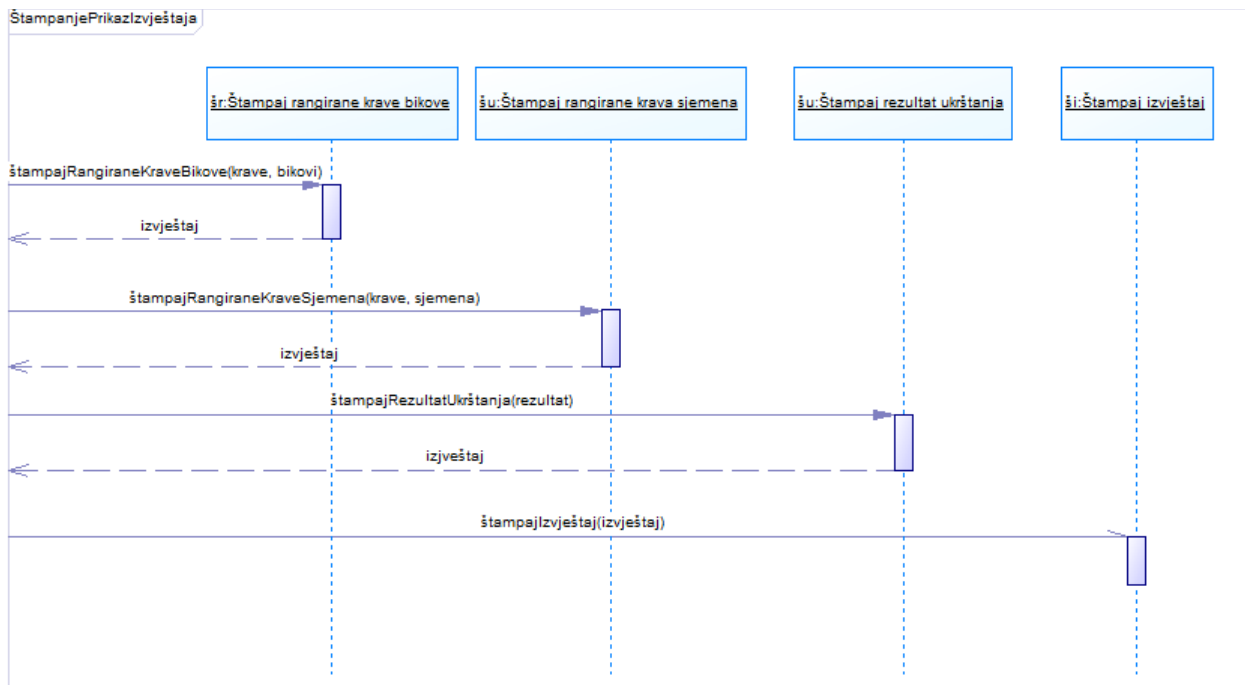 ŠtampanjePrikazIzvještaja
šr:Štampaj rangirane krave bikove
šu:Štampaj rangirane krava sjemena
šu:Štampaj rezultat ukrštanja
ši:Štampaj izvještaj
štampajRangiraneKraveBikove(krave, bikovi)
izvještaj
štampajRangiraneKraveSjemena(krave, sjemena)
izvještaj
štampajRezultatUkrštanja(rezultat)
izjveštaj
štampajIzvještaj(izvještaj)